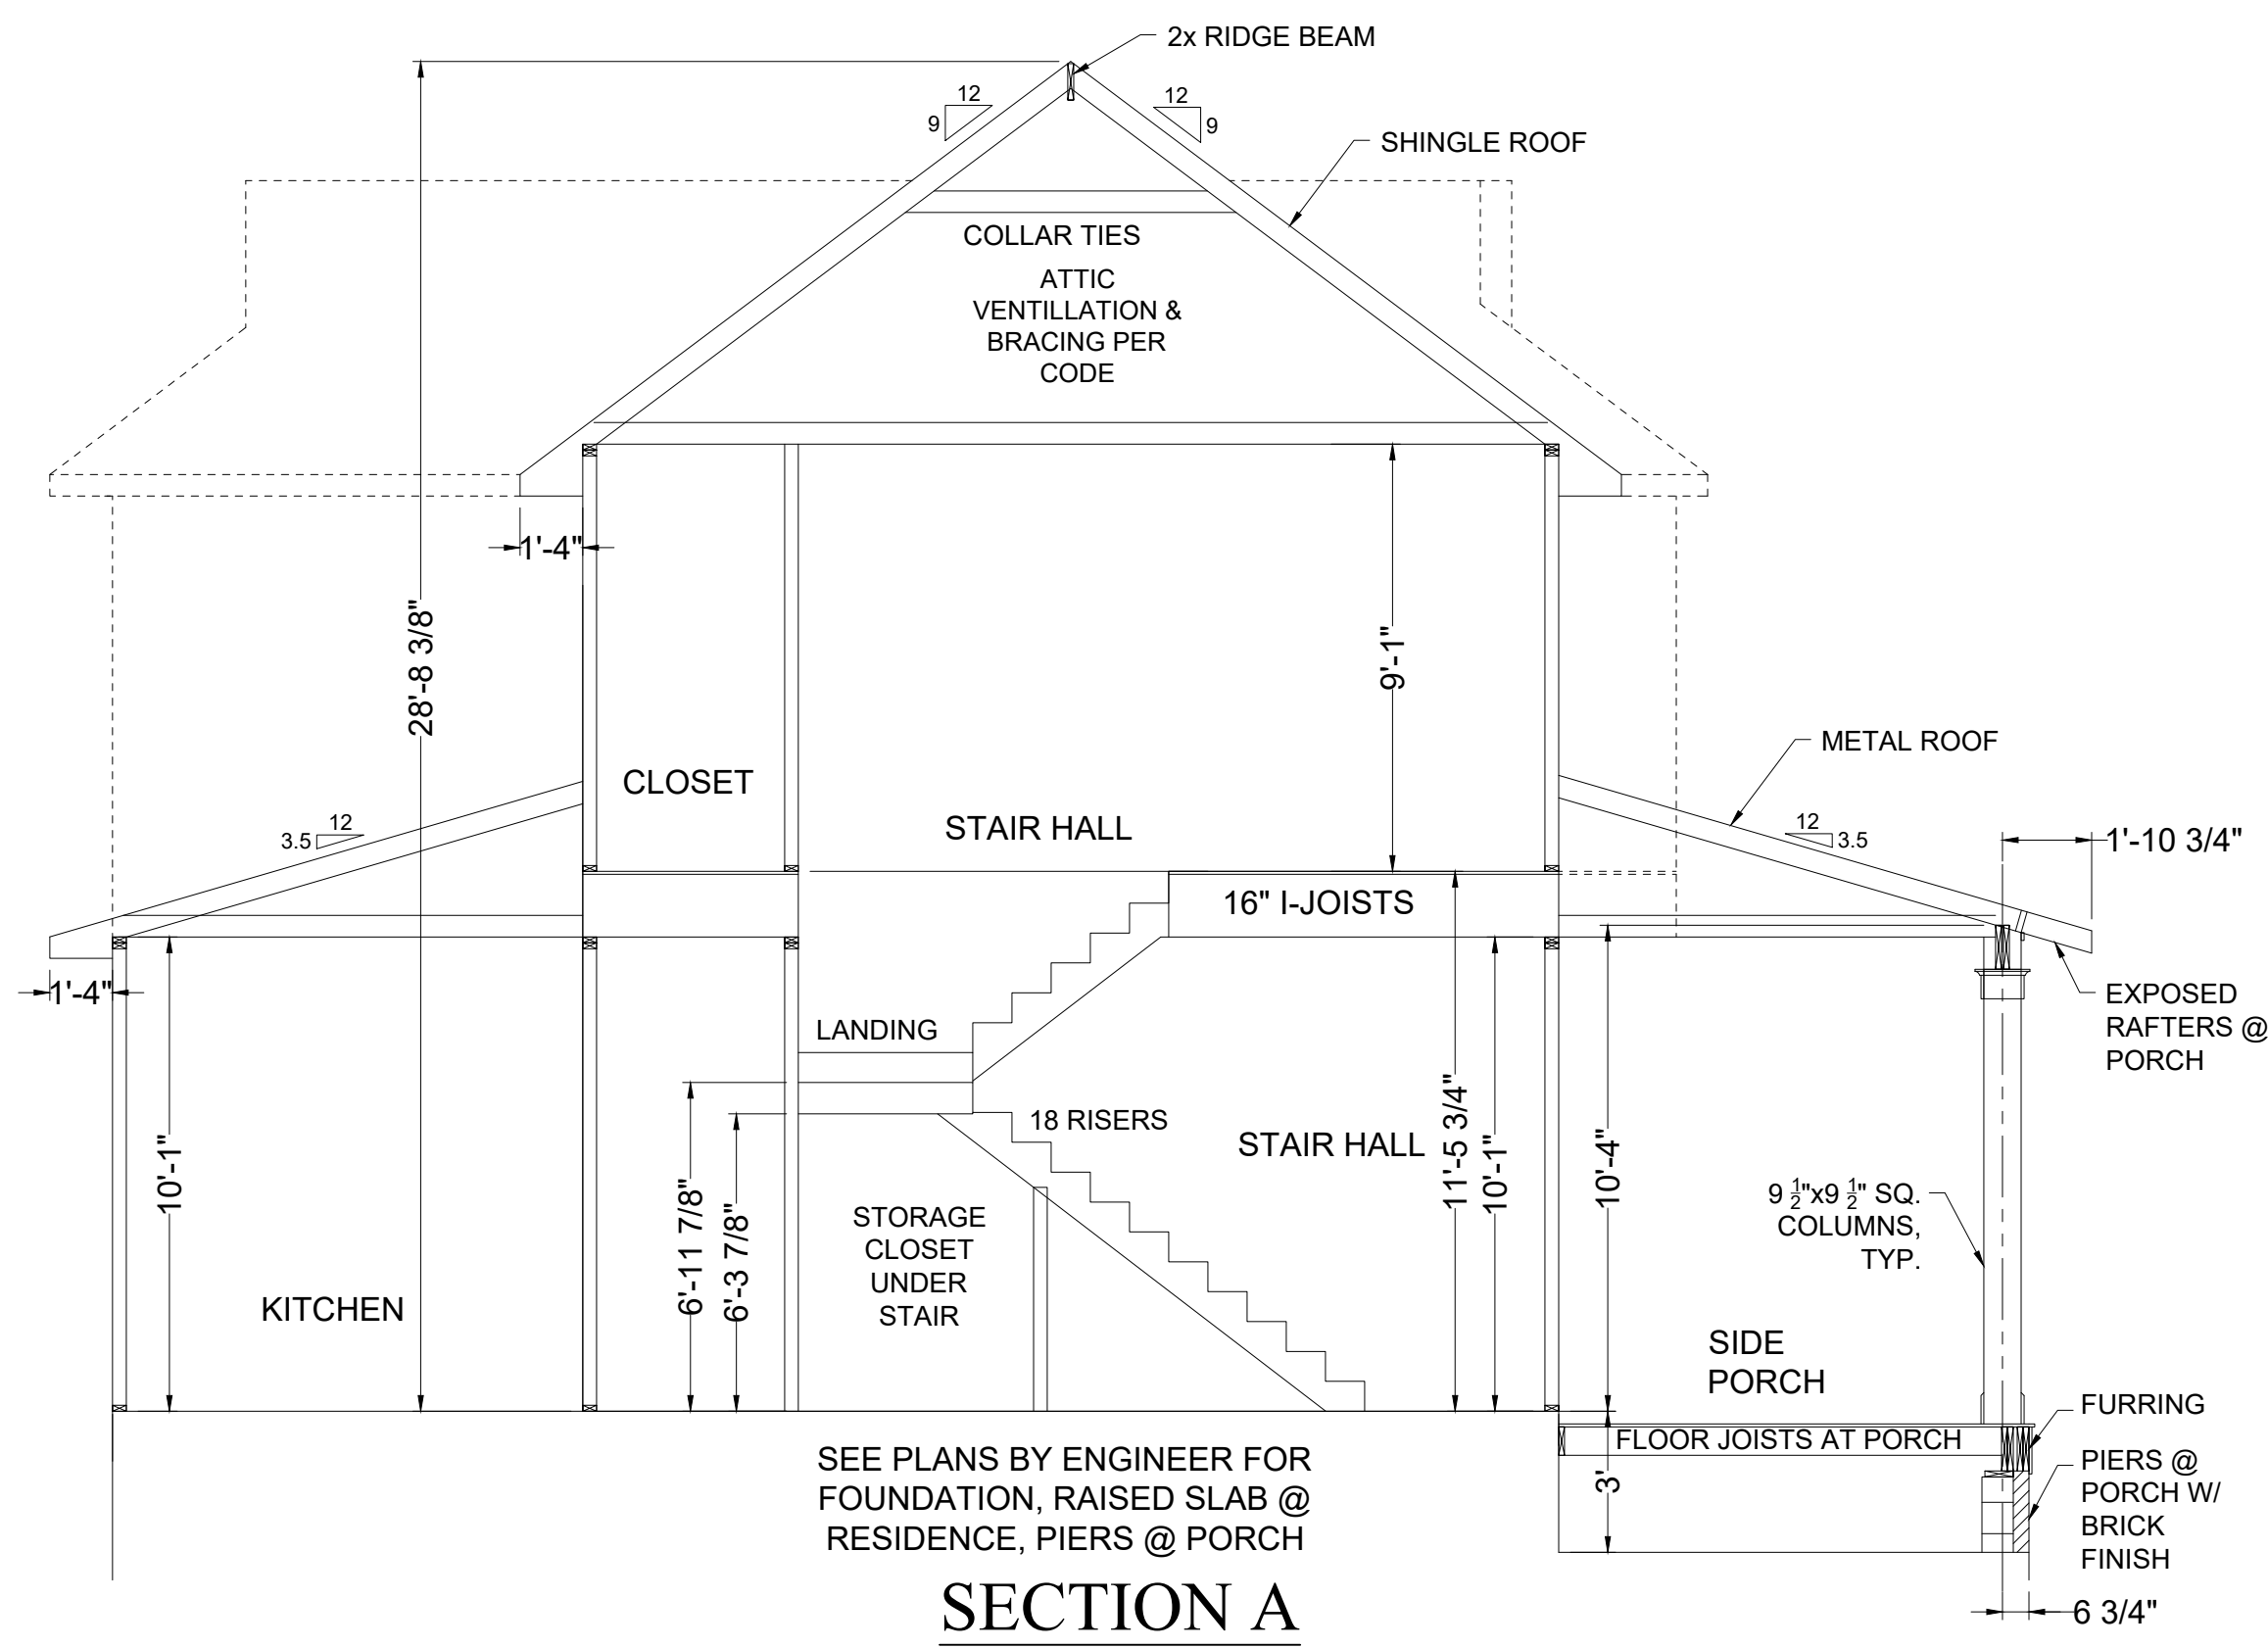 2x RIDGE BEAM
12
9
12
9
SHINGLE ROOF
COLLAR TIES
ATTIC
VENTILLATION &
BRACING PER
CODE
1'-4"
28'-8 3/8"
9'-1"
METAL ROOF
CLOSET
STAIR HALL
12
3.5
12
3.5
1'-10 3/4"
16" I-JOISTS
1'-4"
EXPOSED
RAFTERS @
PORCH
LANDING
18 RISERS
STAIR HALL
10'-1"
6'-11 7/8"
6'-3 7/8"
11'-5 3/4"
10'-1"
10'-4"
9 1/2"x9 1/2" SQ.
COLUMNS,
TYP.
STORAGE
CLOSET
UNDER
STAIR
KITCHEN
SIDE
PORCH
FURRING
FLOOR JOISTS AT PORCH
PIERS @
PORCH W/
BRICK
FINISH
3'
SEE PLANS BY ENGINEER FOR
FOUNDATION, RAISED SLAB @
RESIDENCE, PIERS @ PORCH
SECTION A
6 3/4"